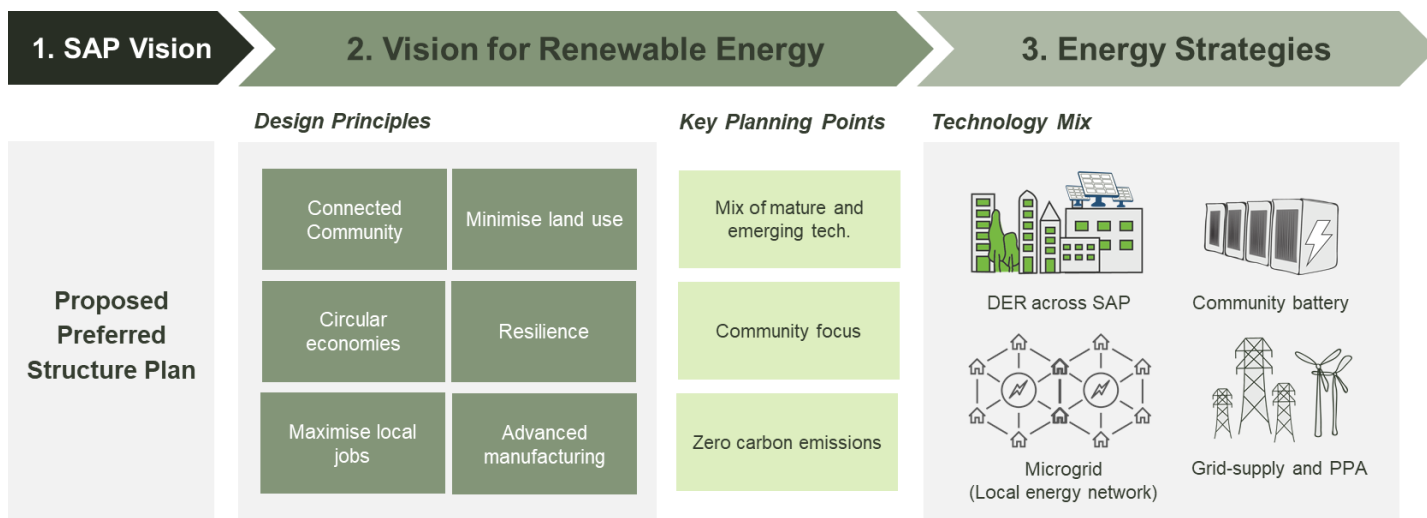 1. SAP Vision
2. Vision for Renewable Energy
3. Energy Strategies
Design Principles
Key Planning Points
Technology Mix
Proposed
Preferred
Structure Plan
Connected
Community
Minimise land use
Circular
economies
Resilience
Maximise local
jobs
Advanced
manufacturing
Mix of mature and
emerging tech.
Community focus
Zero carbon emissions
DER across SAP
Community battery
Microgrid
(Local energy network)
Grid-supply and PPA